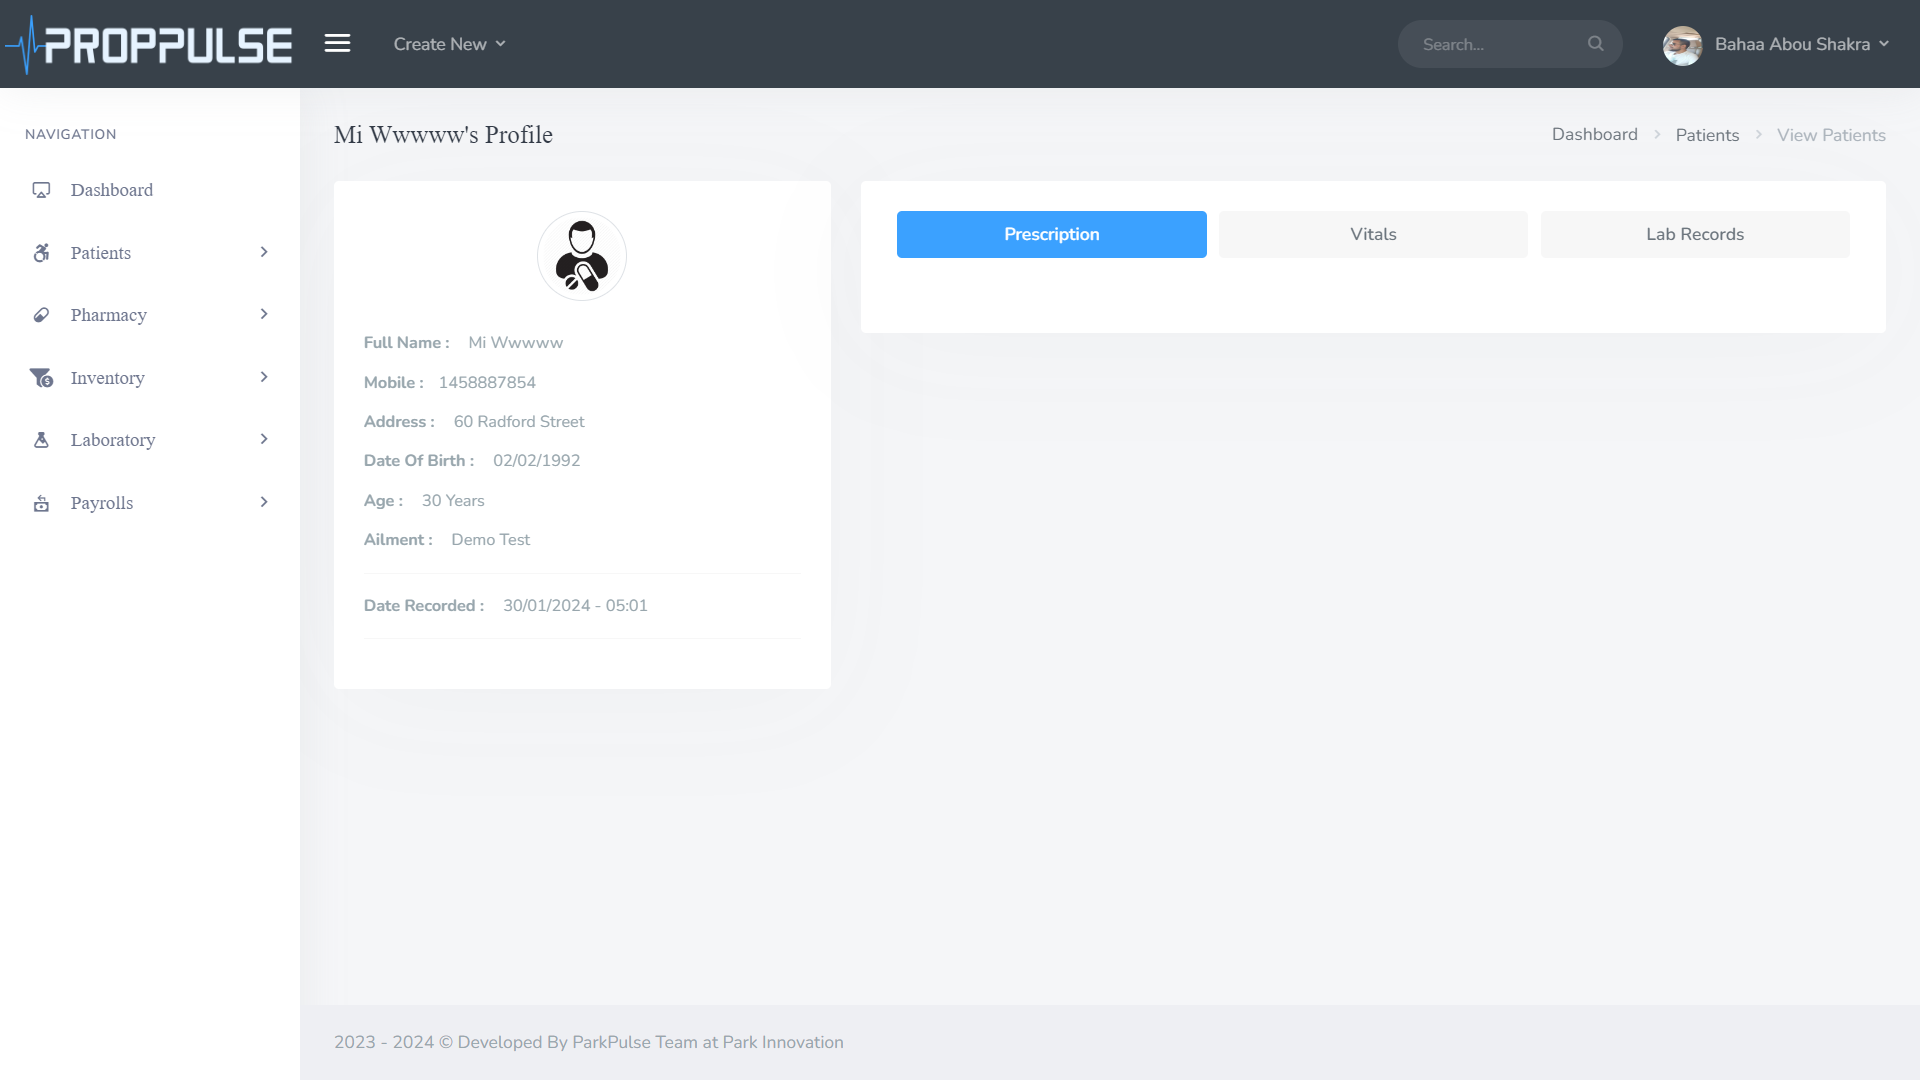 PROPPULSE
Create New
Search...
Bahaa Abou Shakra
NAVIGATION
Dashboard
Patients
Pharmacy
Inventory
Laboratory
Payrolls
Mi Wwwww's Profile
Dashboard > Patients > View Patients
Full Name : Mi Wwwww
Mobile : 1458887854
Address : 60 Radford Street
Date Of Birth : 02/02/1992
Age : 30 Years
Ailment : Demo Test
Date Recorded : 30/01/2024 - 05:01
Prescription
Vitals
Lab Records
2023 - 2024 © Developed By ParkPulse Team at Park Innovation